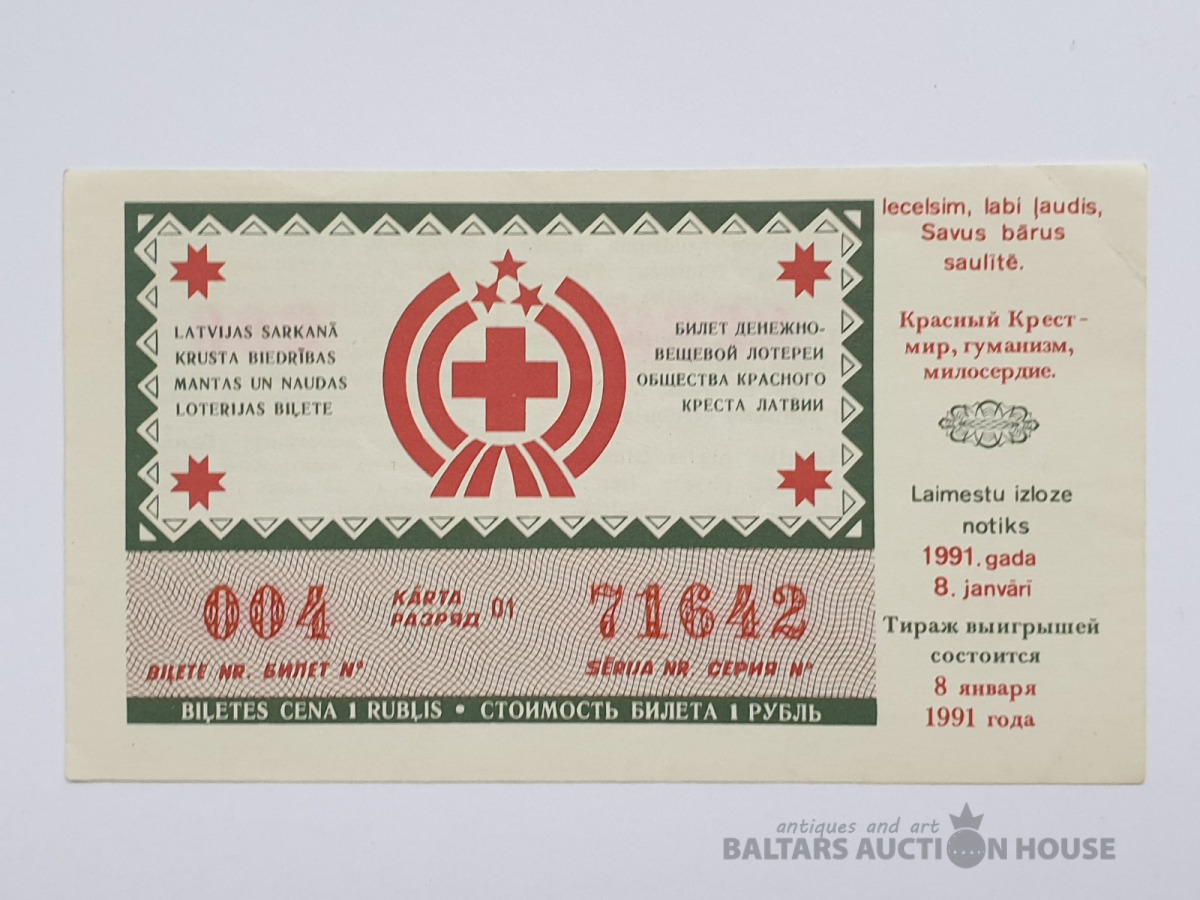 Iecelsim, labi ļaudis,
Savus bārus
saulītē.
Красный Крест-
мир, гуманизм,
милосердие.
LATVIJAS SARKANĀ
KRUSTA BIEDRĪBAS
MANTAS UN NAUDAS
LOTERIJAS BIĻETE
БИЛЕТ ДЕНЕЖНО-
ВЕЩЕВОЙ ЛОТЕРЕИ
ОБЩЕСТВА КРАСНОГО
КРЕСТА ЛАТВИИ
Laimestu izloze
notiks
1991. gada
8. janvārī
Тираж выигрышей
состоится
8 января
1991 года
004
KĀRTA
РАЗРЯД 01
71642
BIĻETE NR. БИЛЕТ №
SĒRIJA NR. СЕРИЯ №
BIĻETES CENA 1 RUBĻIS • СТОИМОСТЬ БИЛЕТА 1 РУБЛЬ
antiques and art
BALTARS AUCTION HOUSE